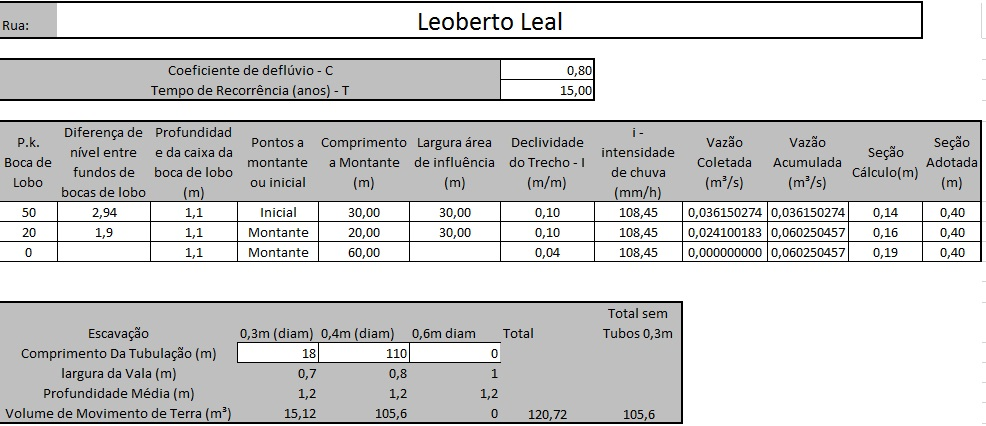 Rua: Leoberto Leal
Coeficiente de deflúvio - C 0,80
Tempo de Recorrência (anos) - T 15,00
P.k. Boca de Lobo Diferença de nível entre fundos de bocas de lobo Profundidad e da caixa da boca de lobo (m) Pontos a montante ou inicial Comprimento a Montante (m) Largura área de influência (m) Declividade do Trecho - I (m/m) i - intensidade de chuva (mm/h) Vazão Coletada (m³/s) Vazão Acumulada (m³/s) Seção Cálculo(m) Seção Adotada (m)
50 2,94 1,1 Inicial 30,00 30,00 0,10 108,45 0,036150274 0,036150274 0,14 0,40
20 1,9 1,1 Montante 20,00 30,00 0,10 108,45 0,024100183 0,060250457 0,16 0,40
0 1,1 Montante 60,00 0,04 108,45 0,000000000 0,060250457 0,19 0,40
Escavação 0,3m (diam) 0,4m (diam) 0,6m diam Total Total sem Tubos 0,3m
Comprimento Da Tubulação (m) 18 110 0
largura da Vala (m) 0,7 0,8 1
Profundidade Média (m) 1,2 1,2 1,2
Volume de Movimento de Terra (m³) 15,12 105,6 0 120,72 105,6